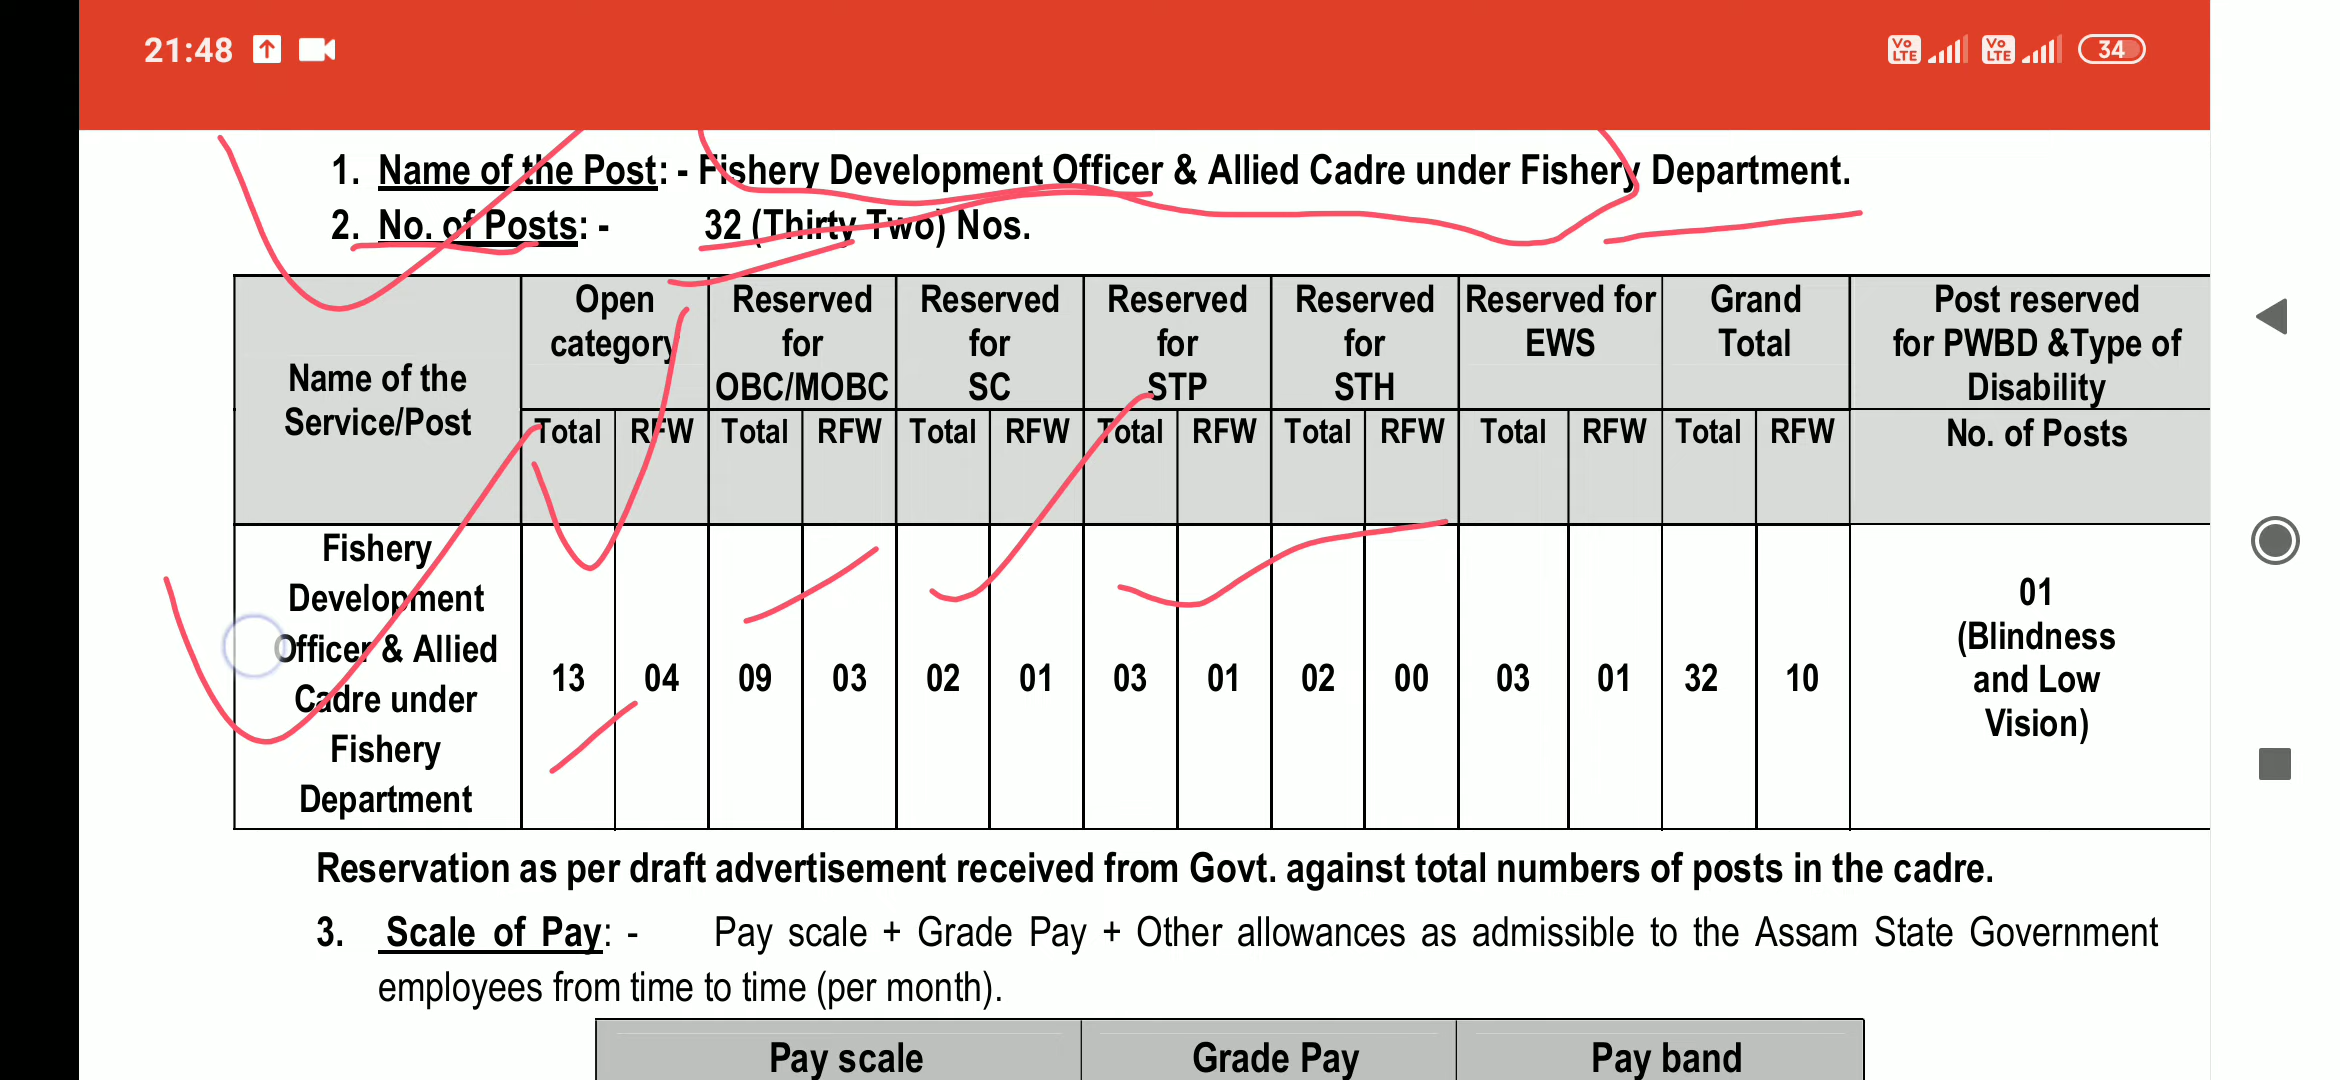 21:48
Vo LTE Vo LTE 34
1. Name of the Post: - Fishery Development Officer & Allied Cadre under Fishery Department.
2. No. of Posts: - 32 (Thirty Two) Nos.
Name of the Service/Post
Open category
Reserved for OBC/MOBC
Reserved for SC
Reserved for STP
Reserved for STH
Reserved for EWS
Grand Total
Post reserved for PWBD &Type of Disability
Total RFW Total RFW Total RFW Total RFW Total RFW Total RFW Total RFW No. of Posts
Fishery
Development
Officer & Allied
Cadre under
Fishery
Department
13 04 09 03 02 01 03 01 02 00 03 01 32 10
01
(Blindness
and Low
Vision)
Reservation as per draft advertisement received from Govt. against total numbers of posts in the cadre.
3. Scale of Pay: - Pay scale + Grade Pay + Other allowances as admissible to the Assam State Government
employees from time to time (per month).
Pay scale Grade Pay Pay band